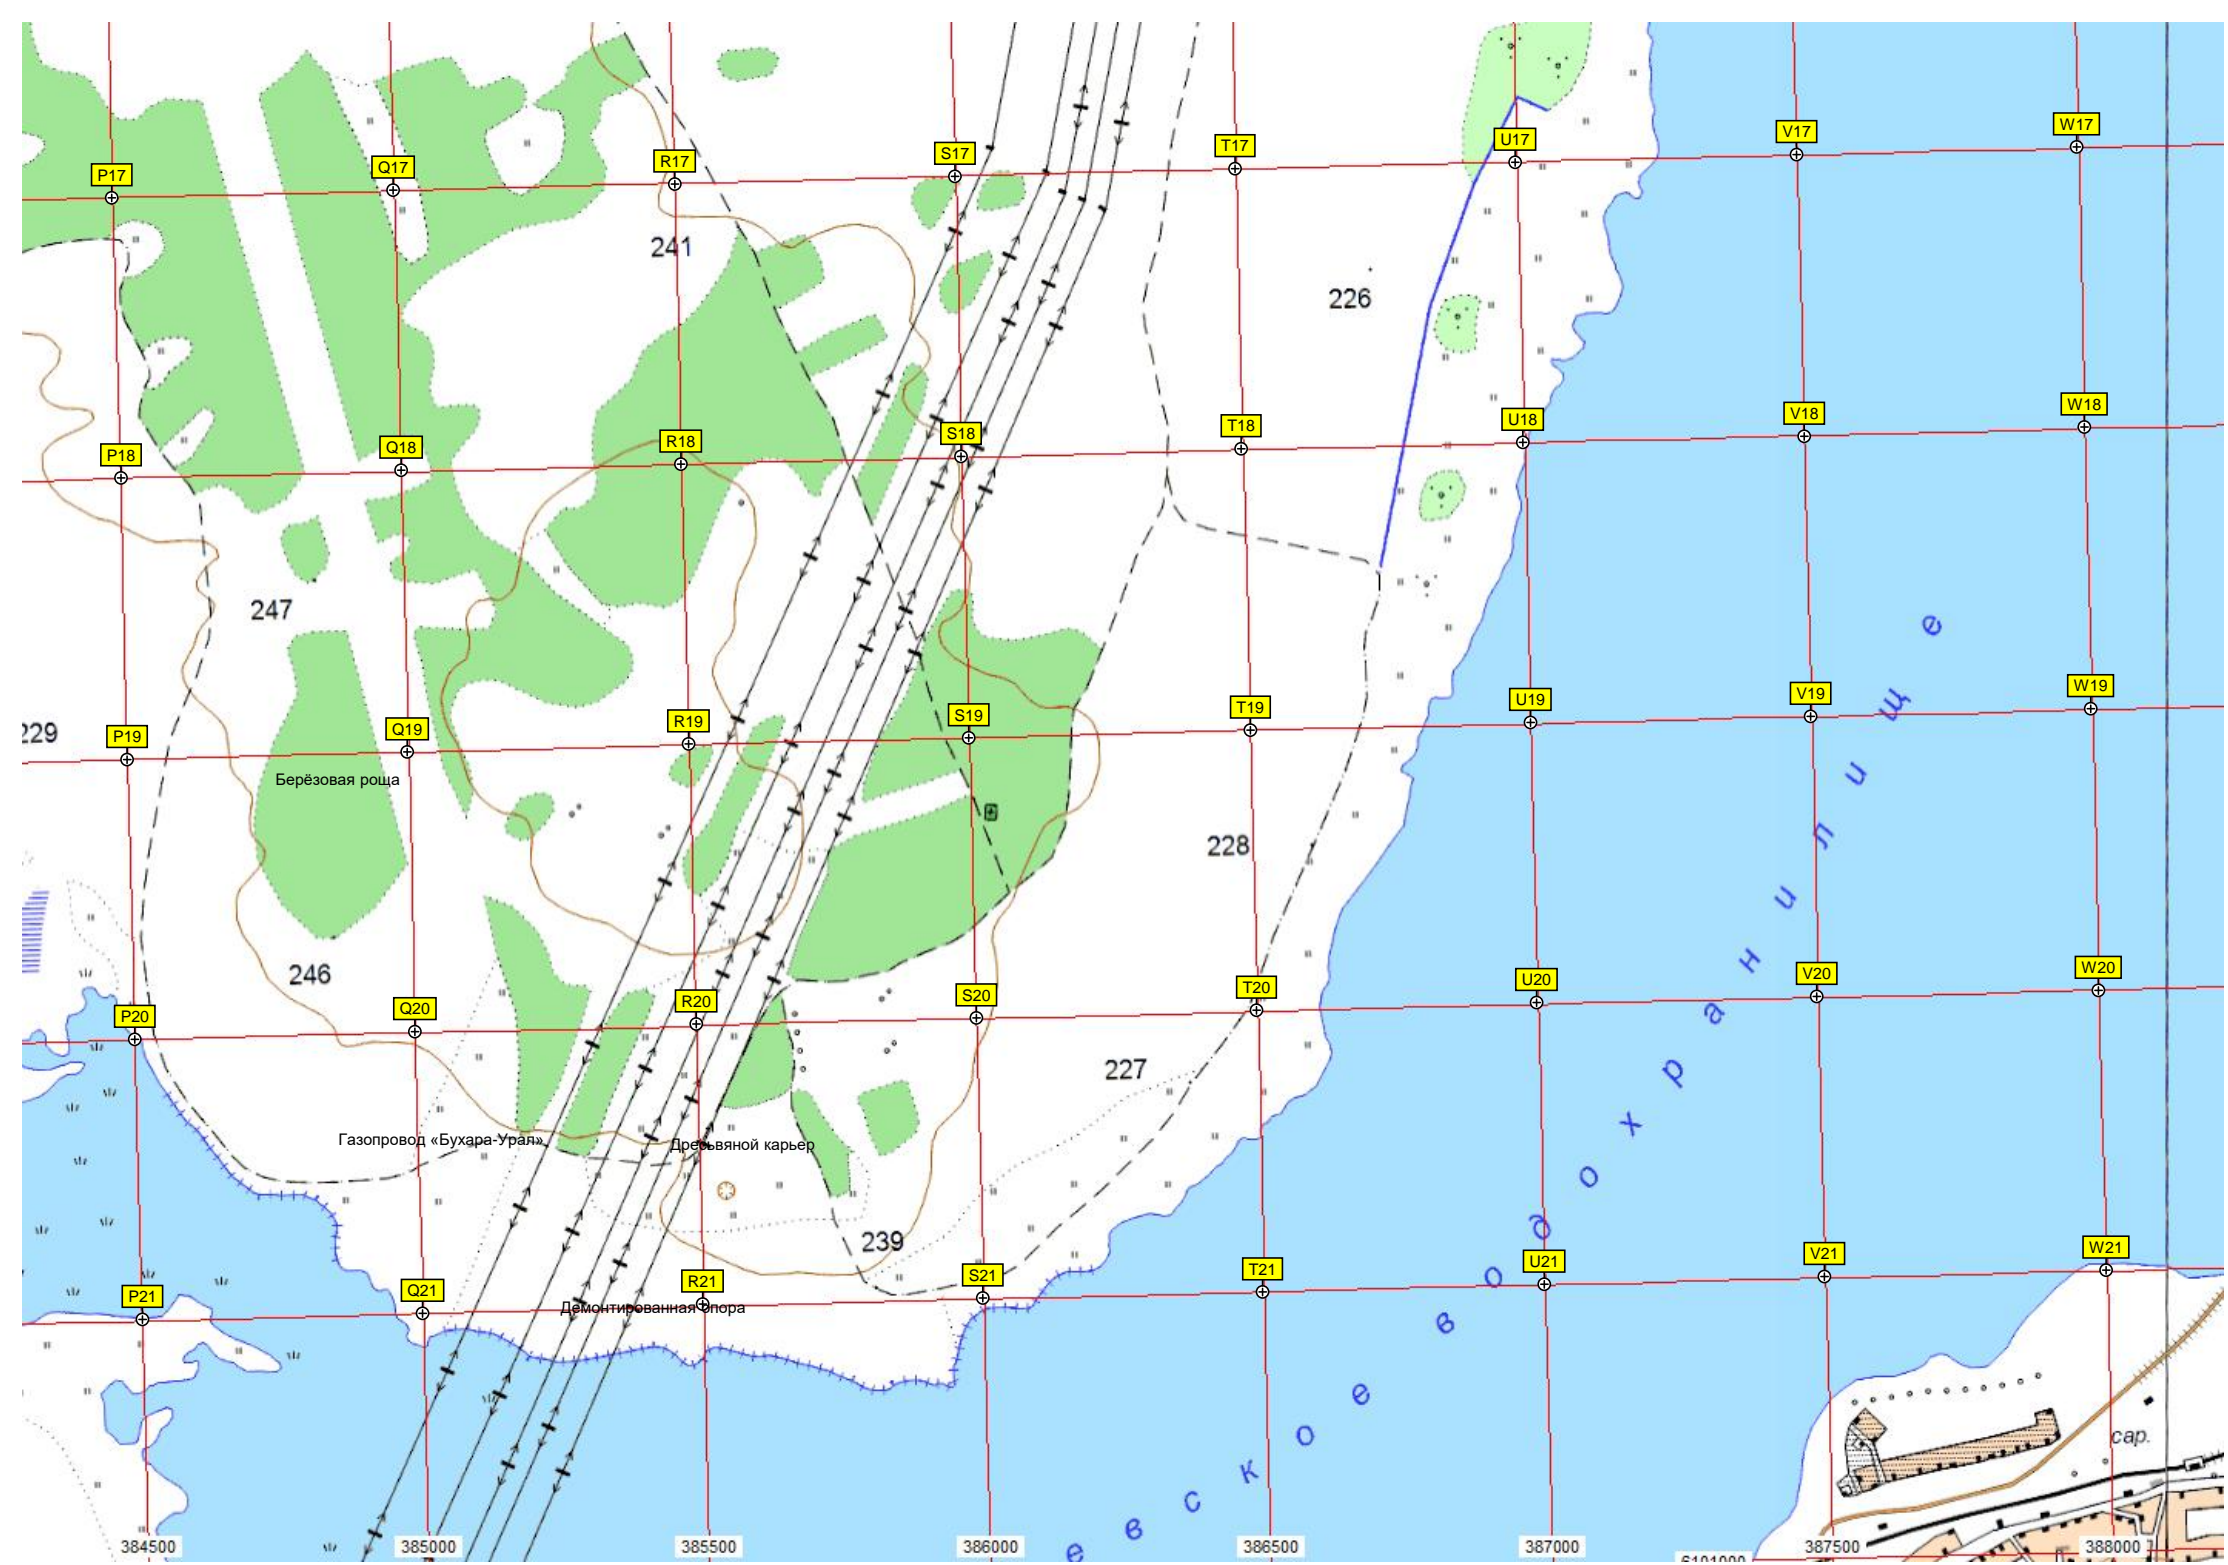 P17 Q17 R17 S17 T17 U17 V17 W17
241
226
P18 Q18 R18 S18 T18 U18 V18 W18
247
229
P19 Q19 R19 S19 T19 U19 V19 W19
Берёзовая роща
228
246
P20 Q20 R20 S20 T20 U20 V20 W20
227
Газопровод «Бухара-Урал»
Дресвяной карьер
239
P21 Q21 R21 S21 T21 U21 V21 W21
Демонтированная опора
евское водохранилище
сар.
384500 385000 385500 386000 386500 387000 387500 388000